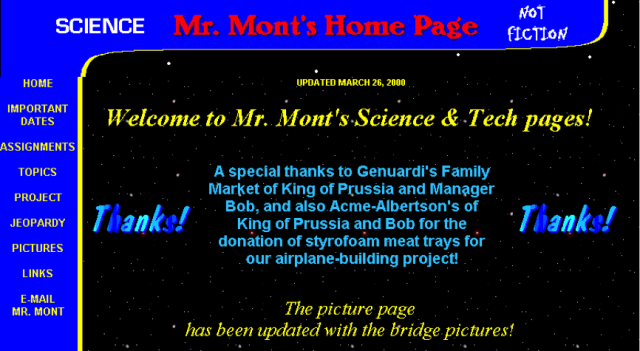 SCIENCE
Mr. Mont's Home Page
NOT
FICTION
HOME
IMPORTANT
DATES
ASSIGNMENTS
TOPICS
PROJECT
JEOPARDY
PICTURES
LINKS
E-MAIL
MR. MONT
UPDATED MARCH 26, 2000
Welcome to Mr. Mont's Science & Tech pages!
Thanks!
A special thanks to Genuardi's Family
Market of King of Prussia and Manager
Bob, and also Acme-Albertson's of
King of Prussia and Bob for the
donation of styrofoam meat trays for
our airplane-building project!
Thanks!
The picture page
has been updated with the bridge pictures!